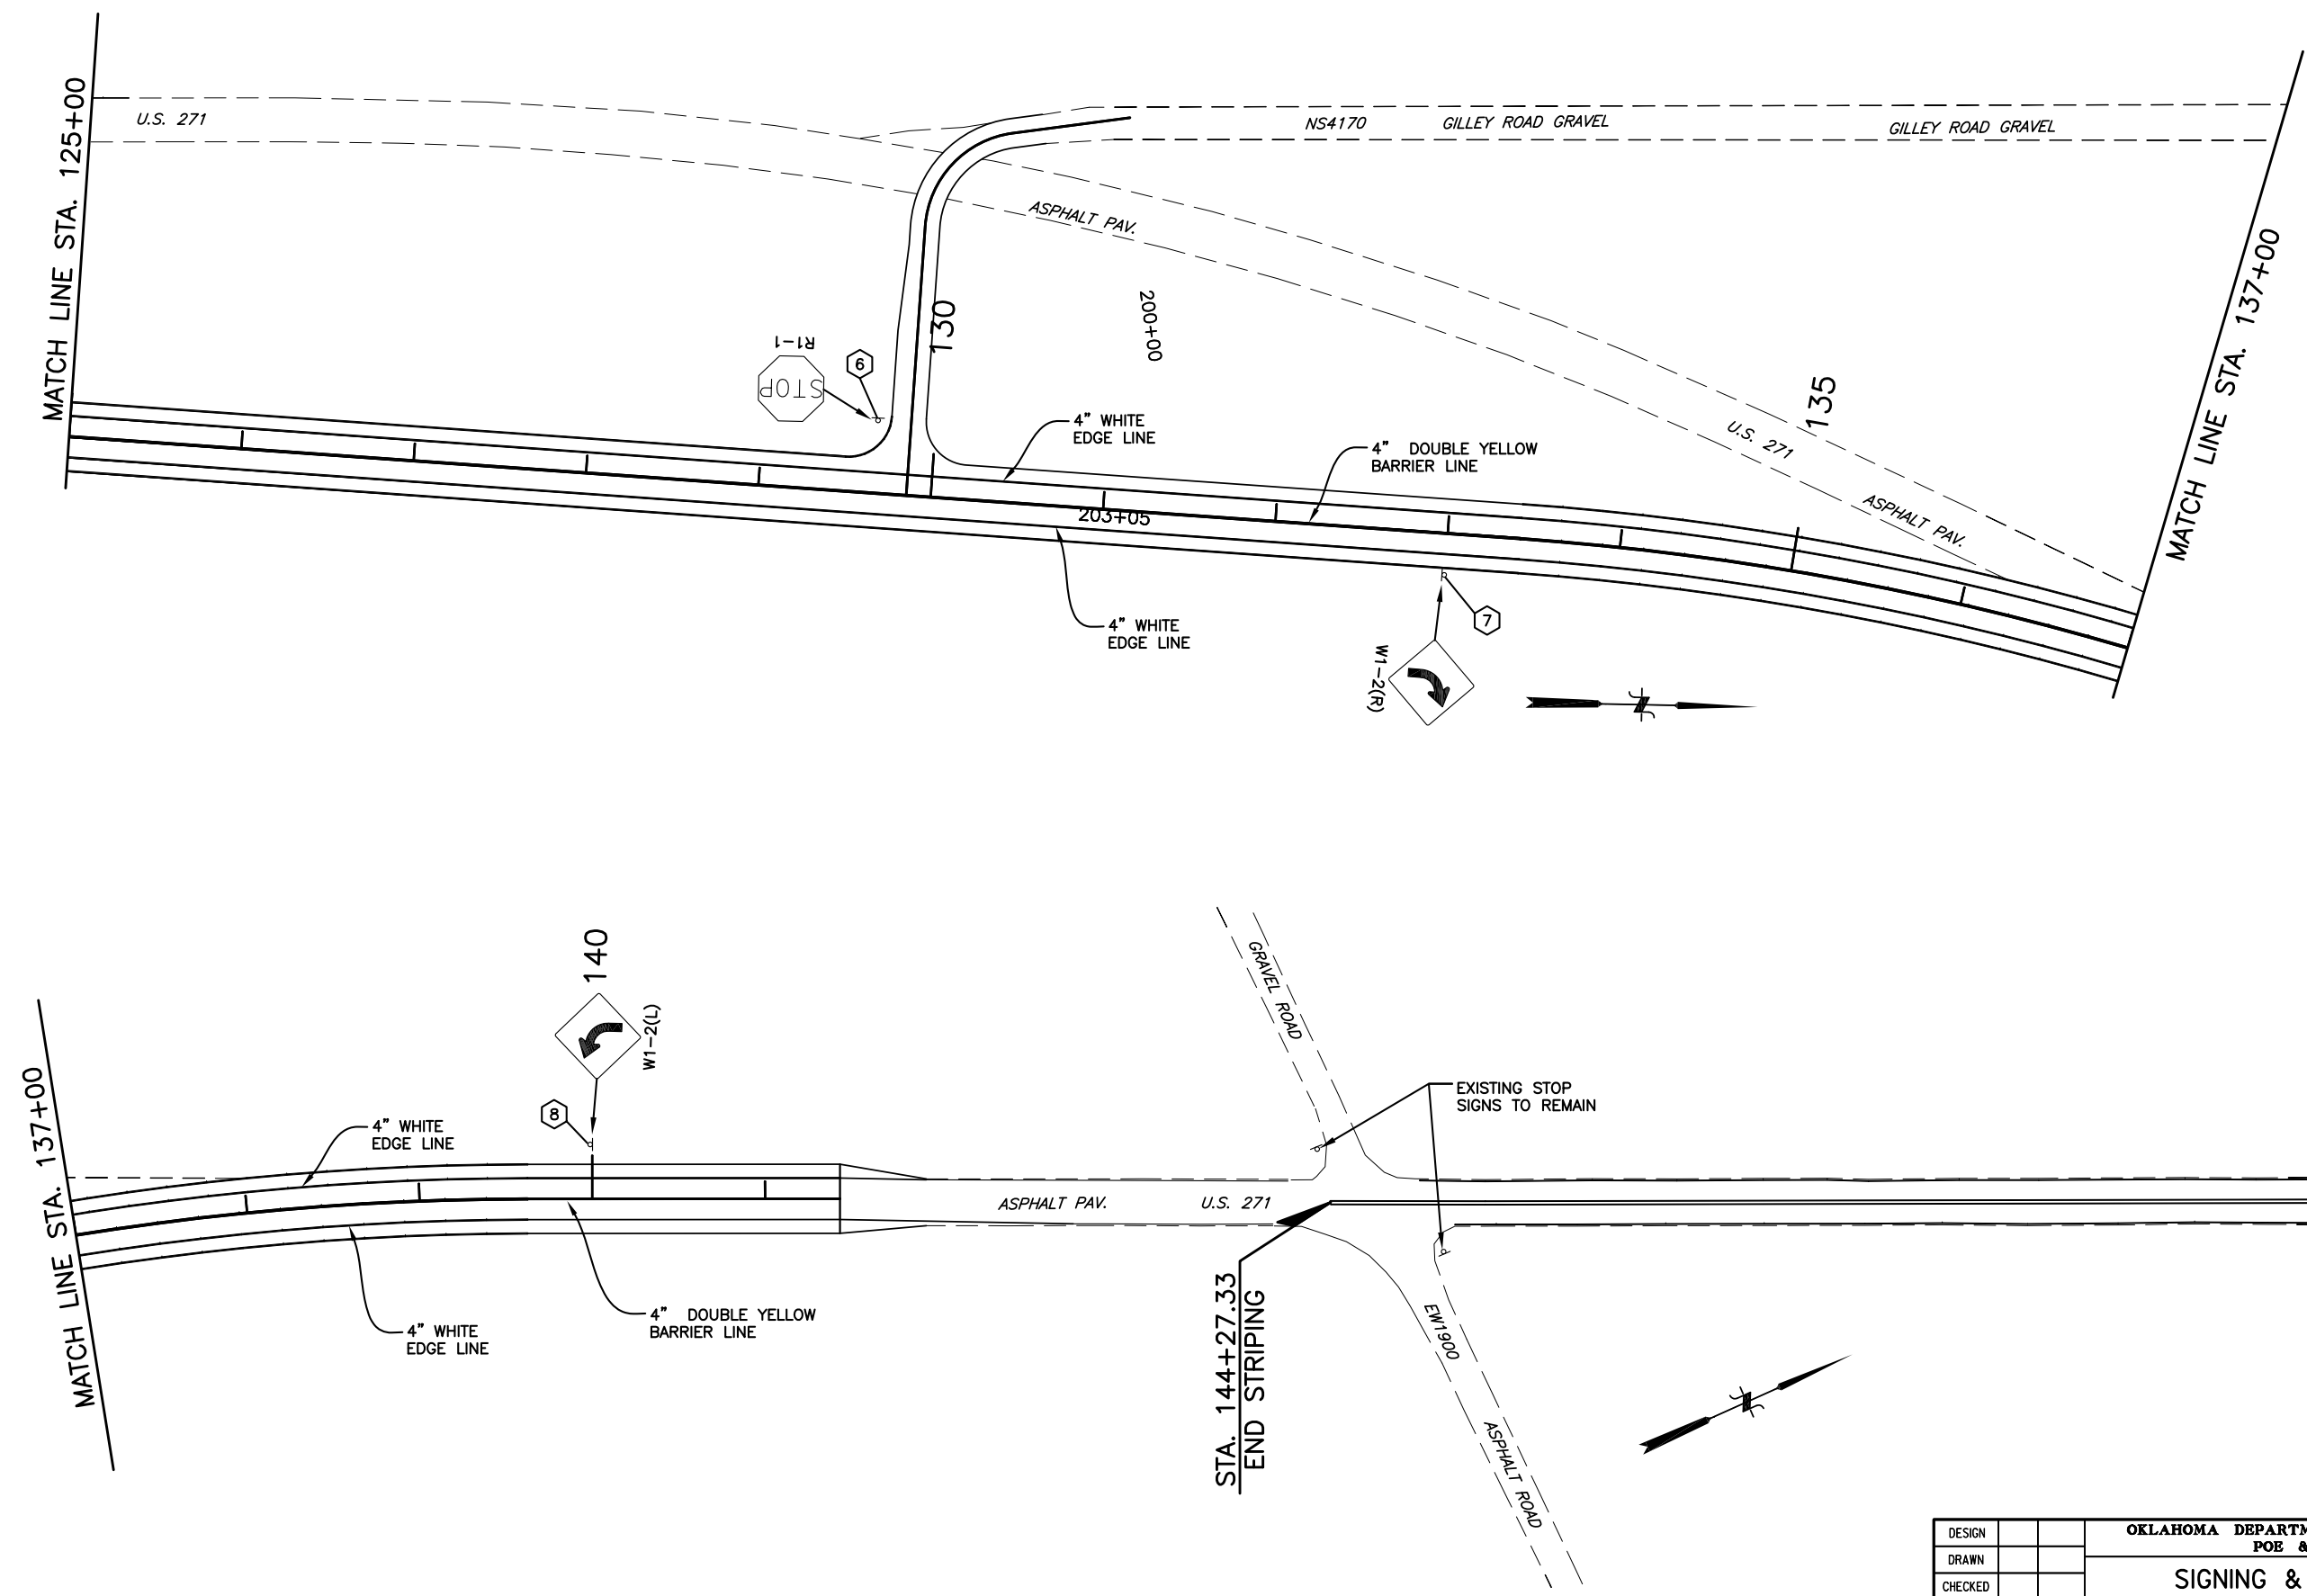 MATCH LINE STA. 125+00
U.S. 271
NS4170
GILLEY ROAD GRAVEL
GILLEY ROAD GRAVEL
ASPHALT PAV.
MATCH LINE STA. 137+00
130
200+00
R1-1
STOP
6
135
U.S. 271
ASPHALT PAV.
4" WHITE
EDGE LINE
4" DOUBLE YELLOW
BARRIER LINE
203+05
4" WHITE
EDGE LINE
7
W1-2(R)
140
W1-2(L)
8
MATCH LINE STA. 137+00
4" WHITE
EDGE LINE
GRAVEL ROAD
EXISTING STOP
SIGNS TO REMAIN
ASPHALT PAV.
U.S. 271
4" WHITE
EDGE LINE
4" DOUBLE YELLOW
BARRIER LINE
STA. 144+27.33
END STRIPING
EW1900
ASPHALT ROAD
DESIGN
DRAWN
CHECKED
OKLAHOMA
POE &
SIGNING &